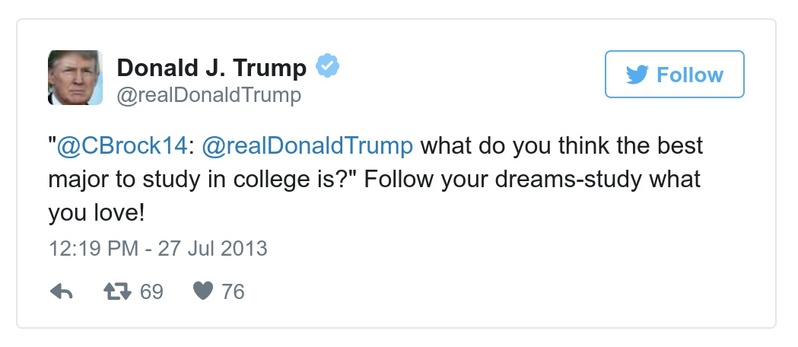 Donald J. Trump
@realDonaldTrump
Follow
"@CBrock14: @realDonaldTrump what do you think the best
major to study in college is?" Follow your dreams-study what
you love!
12:19 PM - 27 Jul 2013
69 76